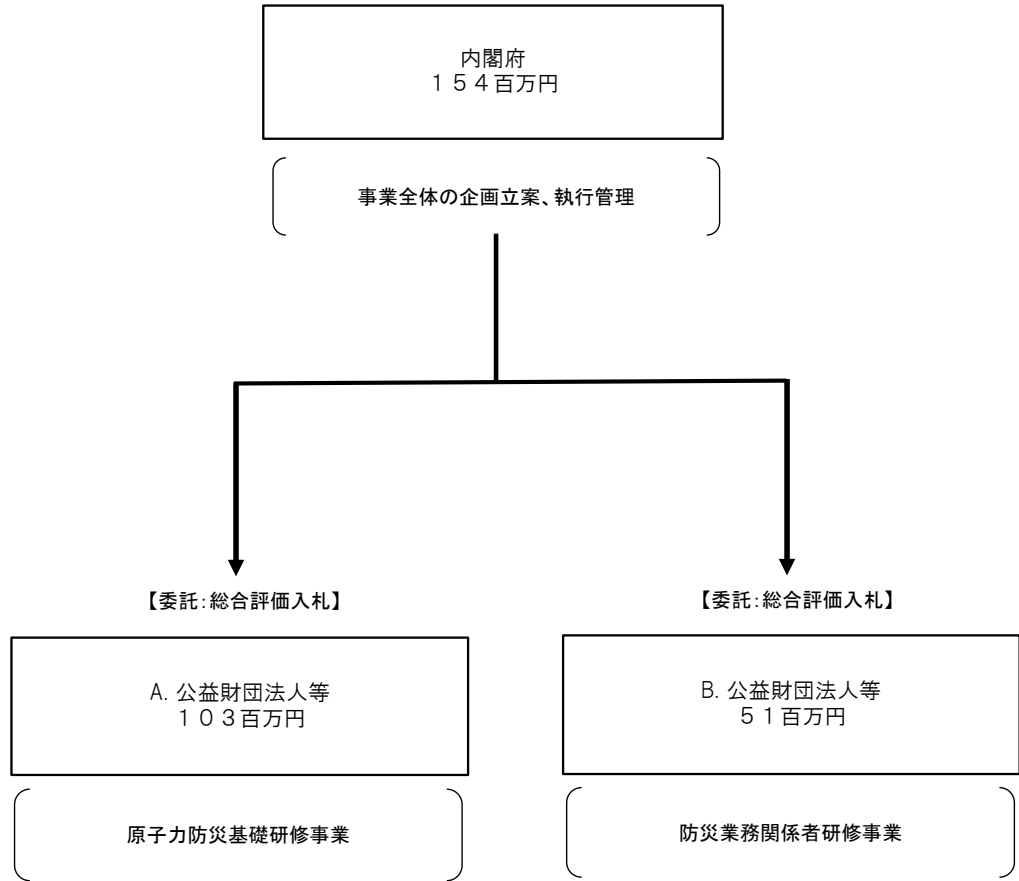 内閣府
１５４百万円
事業全体の企画立案、執行管理
【委託：総合評価入札】
A. 公益財団法人等
１０３百万円
原子力防災基礎研修事業
【委託：総合評価入札】
B. 公益財団法人等
５１百万円
防災業務関係者研修事業